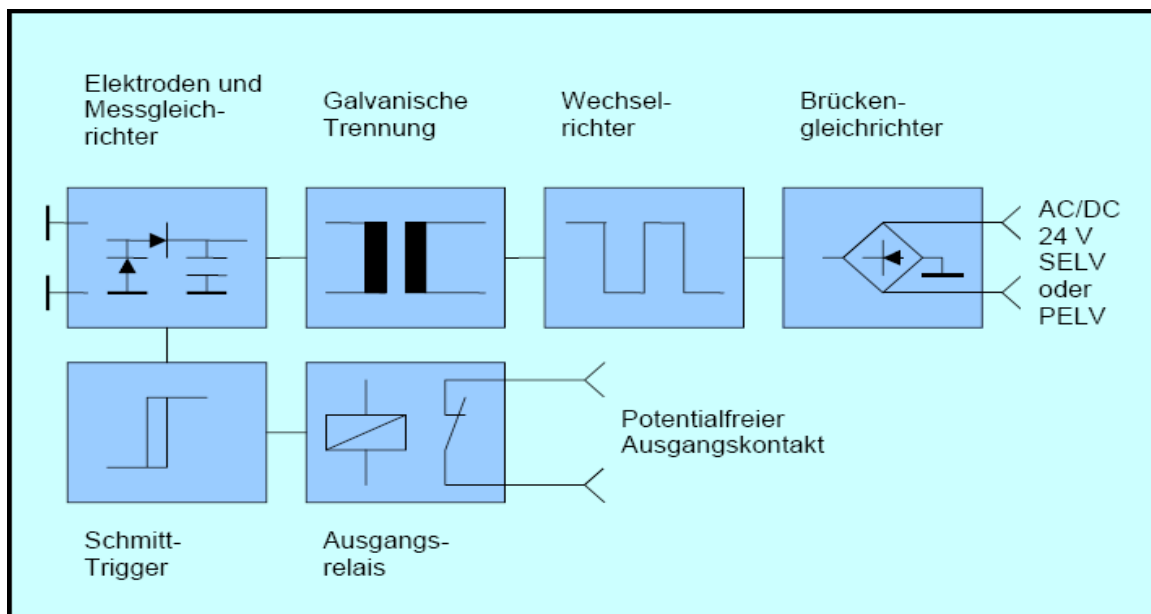 Elektroden und
Messgleich-
richter
Galvanische
Trennung
Wechsel-
richter
Brücken-
gleichrichter
AC/DC
24 V
SELV
oder
PELV
Potentialfreier
Ausgangskontakt
Schmitt-
Trigger
Ausgangs-
relais